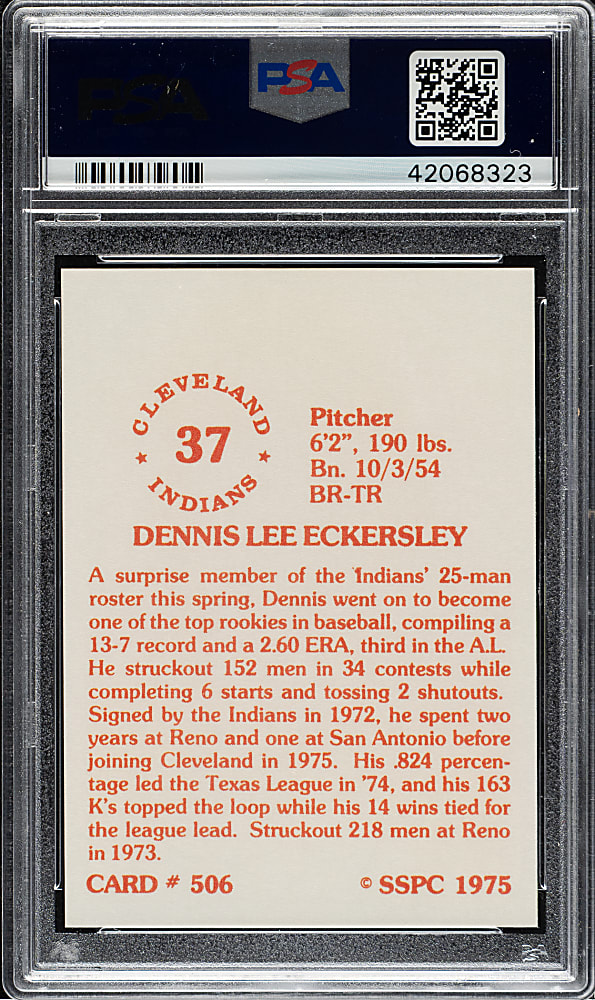 PSA
PSA
42068323
CLEVELAND
37
INDIANS
Pitcher
6'2", 190 lbs.
Bn. 10/3/54
BR-TR
DENNIS LEE ECKERSLEY
A surprise member of the Indians' 25-man
roster this spring, Dennis went on to become
one of the top rookies in baseball, compiling a
13-7 record and a 2.60 ERA, third in the A.L.
He struckout 152 men in 34 contests while
completing 6 starts and tossing 2 shutouts.
Signed by the Indians in 1972, he spent two
years at Reno and one at San Antonio before
joining Cleveland in 1975. His .824 percen-
tage led the Texas League in '74, and his 163
K's topped the loop while his 14 wins tied for
the league lead. Struckout 218 men at Reno
in 1973.
CARD # 506 © SSPC 1975